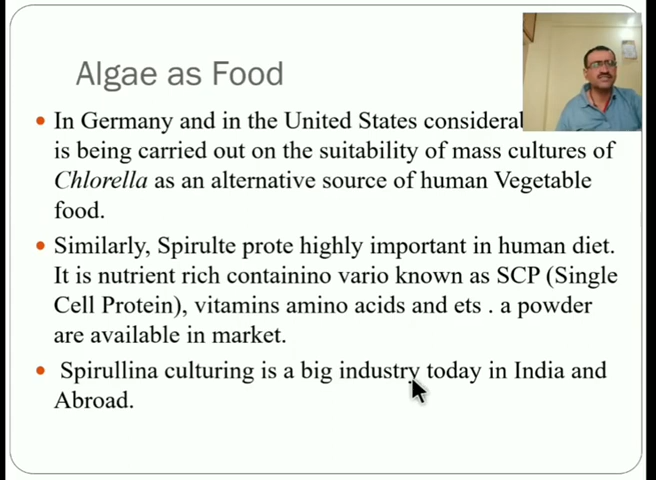 Algae as Food
• In Germany and in the United States considera
is being carried out on the suitability of mass cultures of
Chlorella as an alternative source of human Vegetable
food.
• Similarly, Spirulte prote highly important in human diet.
It is nutrient rich containino vario known as SCP (Single
Cell Protein), vitamins amino acids and ets . a powder
are available in market.
• Spirullina culturing is a big industry today in India and
Abroad.